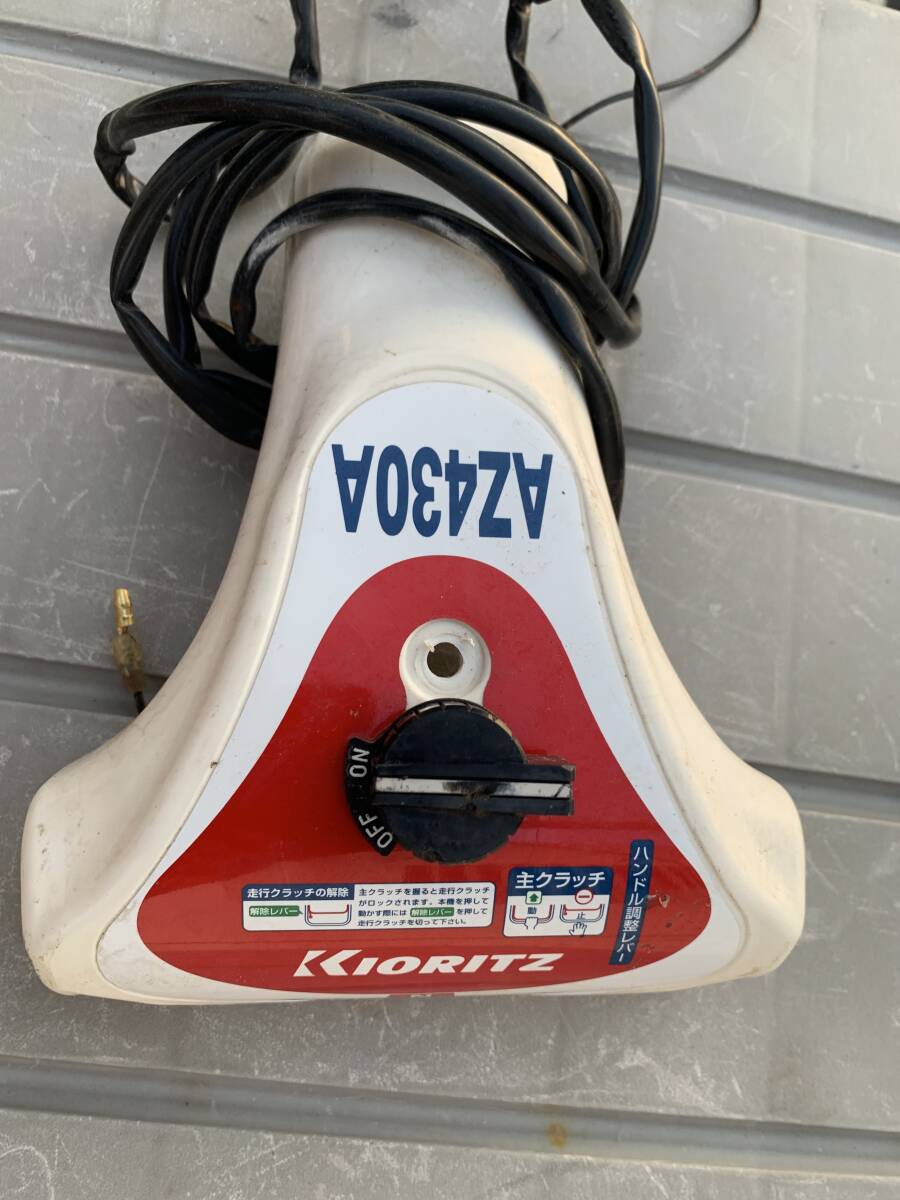 AZ430A
ON
OFF
走行クラッチの解除
解除レバー
主クラッチを握ると走行クラッチ
がロックされます。本機を押して
動かす際には 解除レバー を押して
走行クラッチを切って下さい。
主クラッチ
動
止
ハンドル調整レバー
KIORITZ